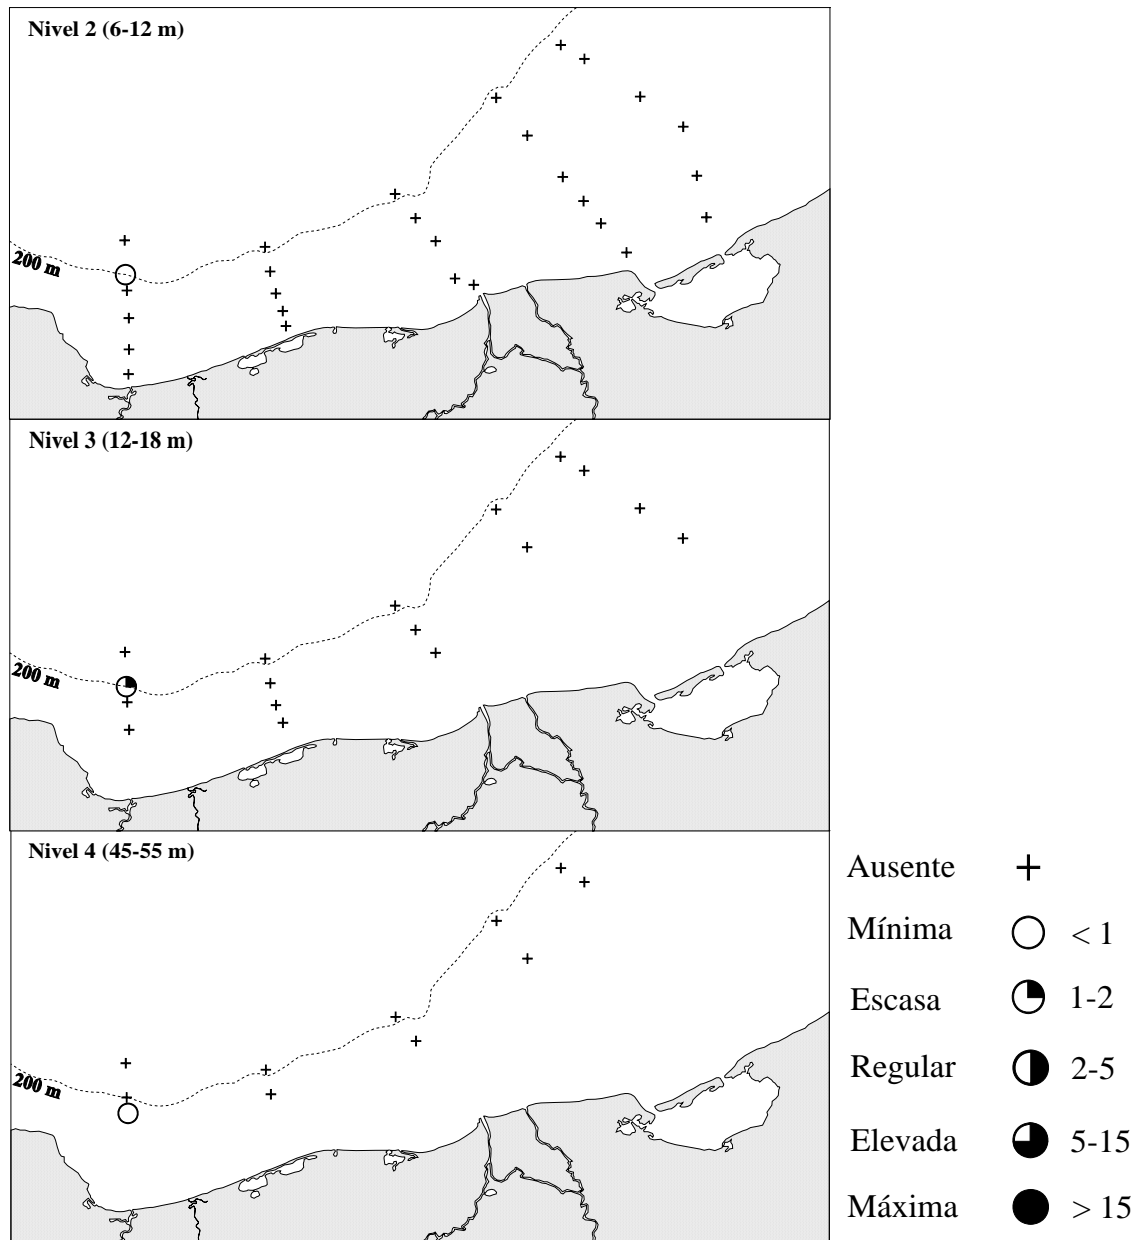 Nivel 2 (6-12 m)
200 m
Nivel 3 (12-18 m)
200 m
Nivel 4 (45-55 m)
200 m
Ausente
Mínima < 1
Escasa 1-2
Regular 2-5
Elevada 5-15
Máxima > 15